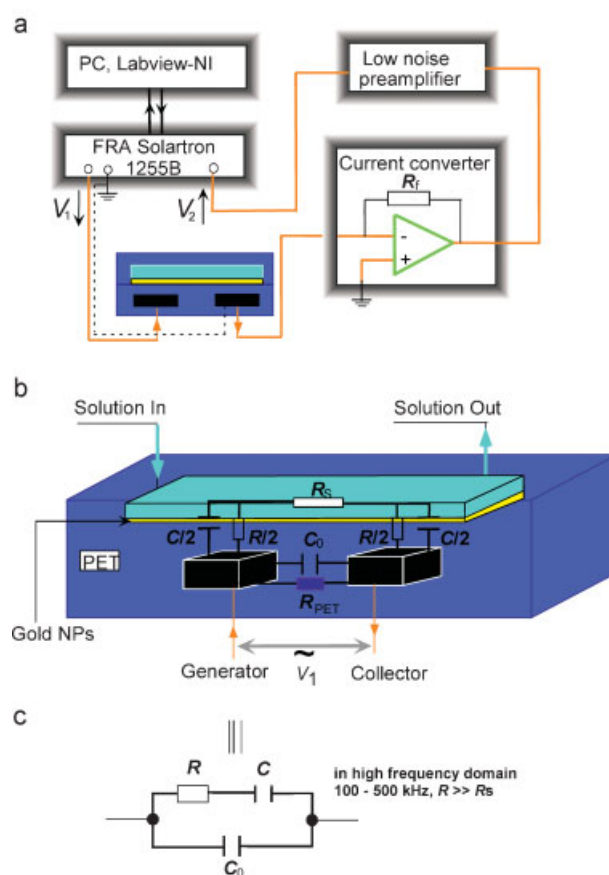 a
PC, Labview-NI
Low noise
preamplifier
FRA Solartron
1255B
V1
V2
Current converter
Rf
-
+
b
Solution In
Solution Out
RS
C/2
R/2
C0
R/2
C/2
PET
RPET
Gold NPs
Generator
~
V1
Collector
c
R
C
in high frequency domain
100 - 500 kHz, R >> Rs
C0